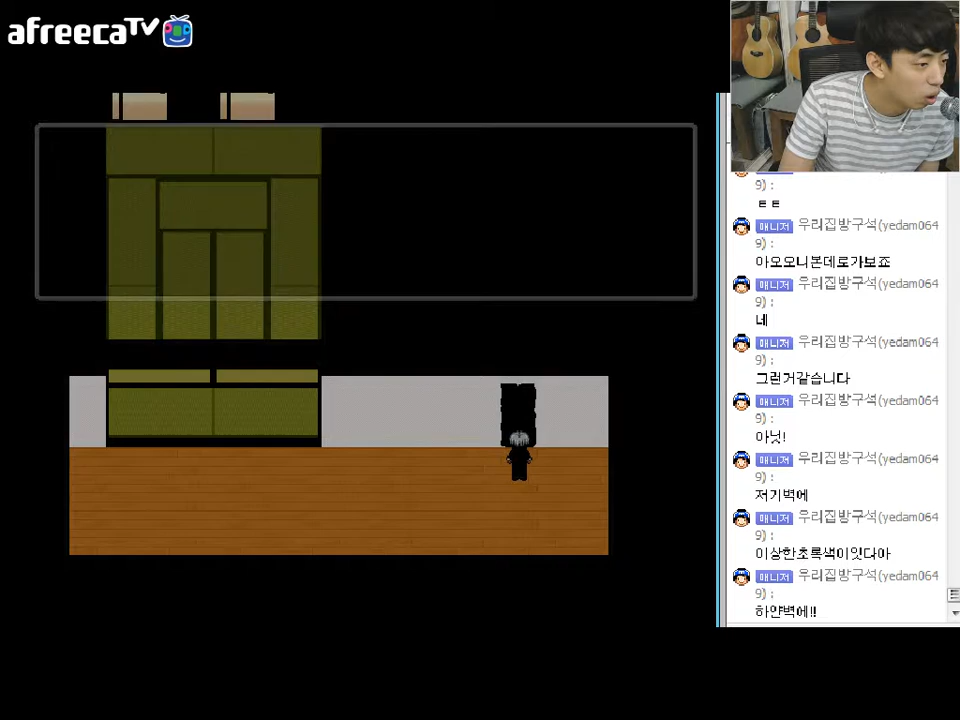 afreecaTV
9) :
ㅌㅌ
매니저 우리집방구석(yedam064
9) :
아오오니본데로가보죠
매니저 우리집방구석(yedam064
9) :
네
매니저 우리집방구석(yedam064
9) :
그런거같습니다
매니저 우리집방구석(yedam064
9) :
아닛!
매니저 우리집방구석(yedam064
9) :
저기벽에
매니저 우리집방구석(yedam064
9) :
이상한초록색이잇다아
매니저 우리집방구석(yedam064
9) :
하얀벽에!!